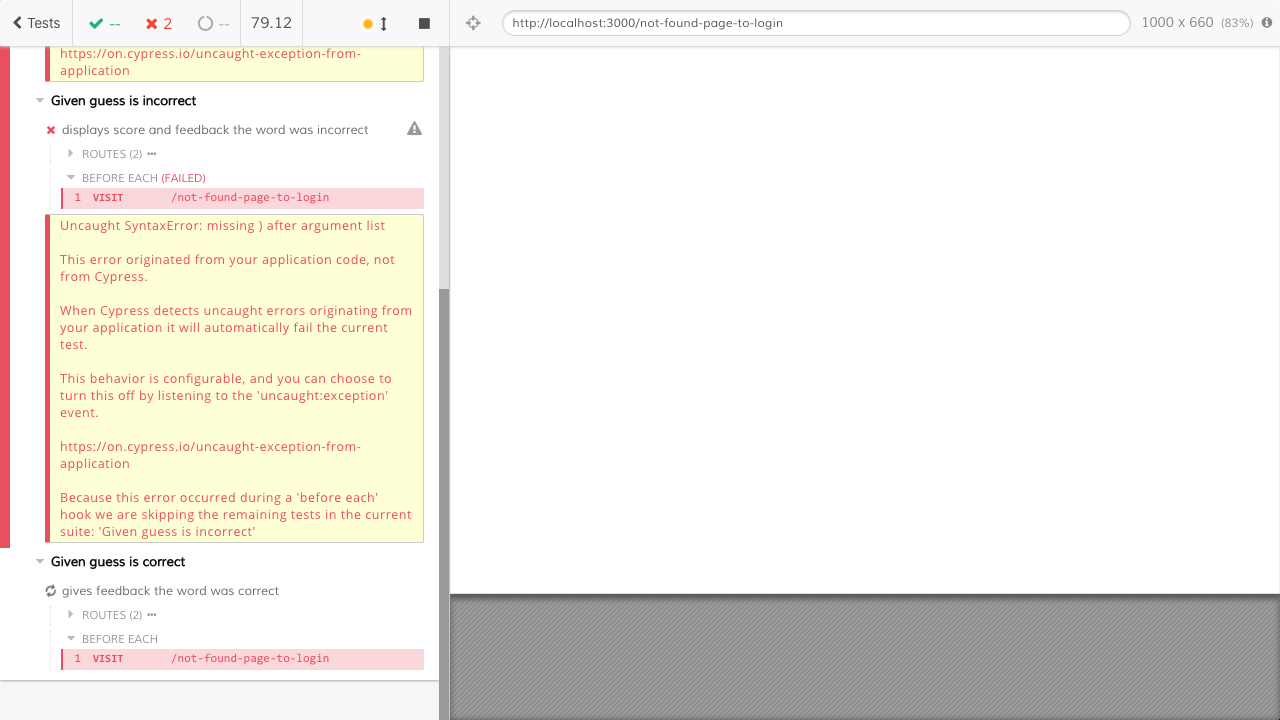 Tests -- 2 -- 79.12 http://localhost:3000/not-found-page-to-login 1000 x 660 (83%)
https://on.cypress.io/uncaught-exception-from-
application
Given guess is incorrect
displays score and feedback the word was incorrect
ROUTES (2) •••
BEFORE EACH (FAILED)
1 VISIT /not-found-page-to-login
Uncaught SyntaxError: missing ) after argument list
This error originated from your application code, not
from Cypress.
When Cypress detects uncaught errors originating from
your application it will automatically fail the current
test.
This behavior is configurable, and you can choose to
turn this off by listening to the 'uncaught:exception'
event.
https://on.cypress.io/uncaught-exception-from-
application
Because this error occurred during a 'before each'
hook we are skipping the remaining tests in the current
suite: 'Given guess is incorrect'
Given guess is correct
gives feedback the word was correct
ROUTES (2) •••
BEFORE EACH
1 VISIT /not-found-page-to-login